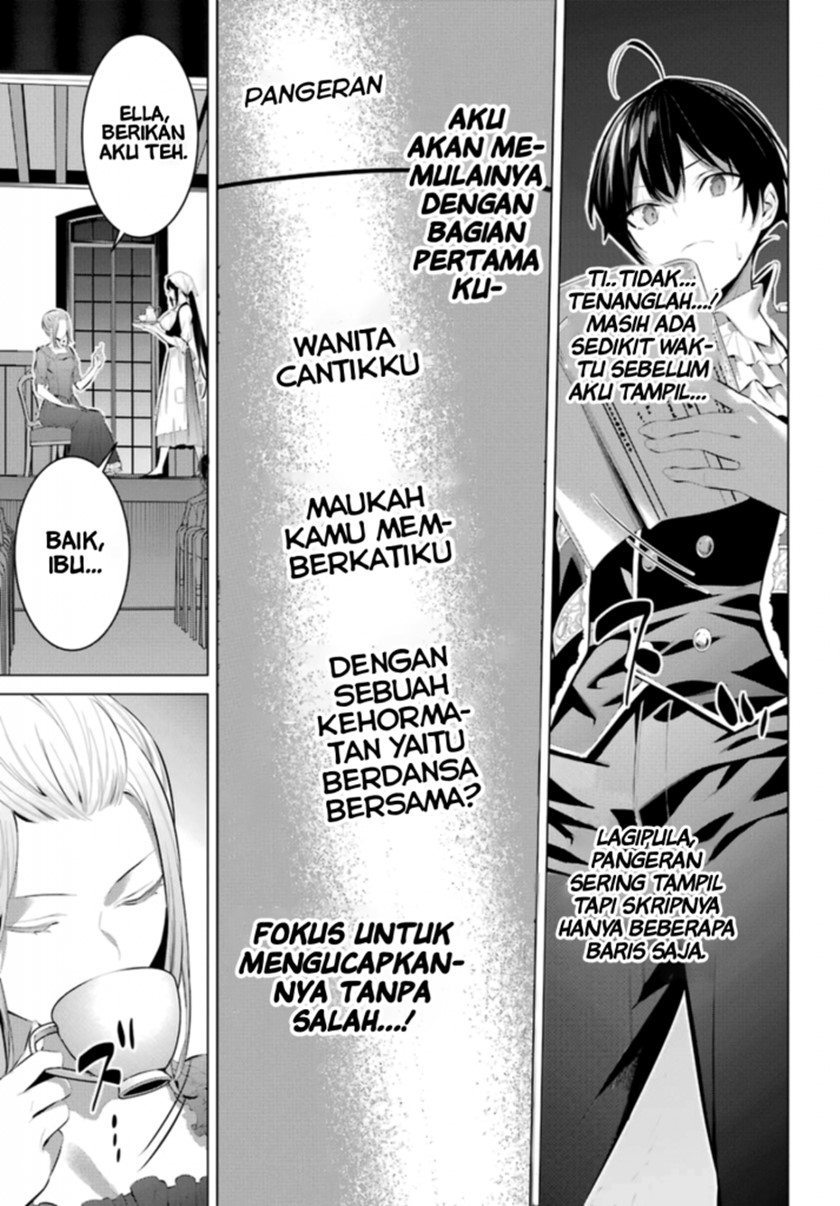 TI..TIDAK...
TENANGLAH...!
MASIH ADA
SEDIKIT WAK-
TU SEBELUM
AKU TAMPIL...
LAGIPULA,
PANGERAN
SERING TAMPIL
TAPI SKRIPNYA
HANYA BEBERAPA
BARIS SAJA.
AKU
AKAN ME-
MULAINYA
DENGAN
BAGIAN
PERTAMA
KU-
PANGERAN
WANITA
CANTIKKU
MAUKAH
KAMU MEM-
BERKATIKU
DENGAN
SEBUAH
KEHORMA-
TAN YAITU
BERDANSA
BERSAMA?
FOKUS UNTUK
MENGUCAPKAN-
NYA TANPA
SALAH...!
ELLA,
BERIKAN
AKU TEH.
BAIK,
IBU...